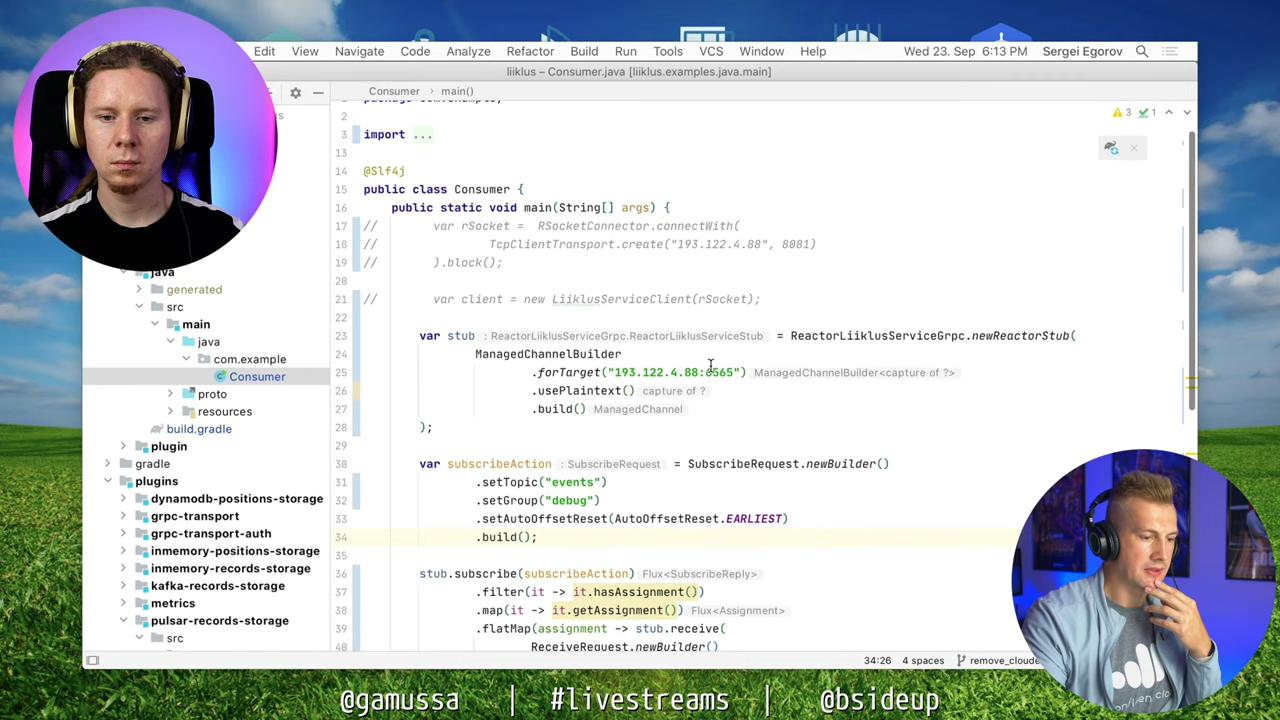 Edit View Navigate Code Analyze Refactor Build Run Tools VCS Window Help Wed 23. Sep 6:13 PM Sergei Egorov
liiklus – Consumer.java [liiklus.examples.java.main]
Consumer › main()
3 1
2
3 import ...
13
14 @Slf4j
15 public class Consumer {
16 public static void main(String[] args) {
17 // var rSocket = RSocketConnector.connectWith(
18 // TcpClientTransport.create("193.122.4.88", 8081)
19 // ).block();
20
21 // var client = new LiiklusServiceClient(rSocket);
22
23 var stub : ReactorLiiklusServiceGrpc.ReactorLiiklusServiceStub = ReactorLiiklusServiceGrpc.newReactorStub(
24 ManagedChannelBuilder
25 .forTarget("193.122.4.88:6565") ManagedChannelBuilder<capture of ?>
26 .usePlaintext() capture of ?
27 .build() ManagedChannel
28 );
29
30 var subscribeAction : SubscribeRequest = SubscribeRequest.newBuilder()
31 .setTopic("events")
32 .setGroup("debug")
33 .setAutoOffsetReset(AutoOffsetReset.EARLIEST)
34 .build();
35
36 stub.subscribe(subscribeAction) Flux<SubscribeReply>
37 .filter(it -> it.hasAssignment())
38 .map(it -> it.getAssignment()) Flux<Assignment>
39 .flatMap(assignment -> stub.receive(
40 ReceiveRequest.newBuilder()
java
generated
src
main
java
com.example
Consumer
proto
resources
build.gradle
plugin
gradle
plugins
dynamodb-positions-storage
grpc-transport
grpc-transport-auth
inmemory-positions-storage
inmemory-records-storage
kafka-records-storage
metrics
pulsar-records-storage
src
34:26 4 spaces
@gamussa | #livestreams | @bsideup